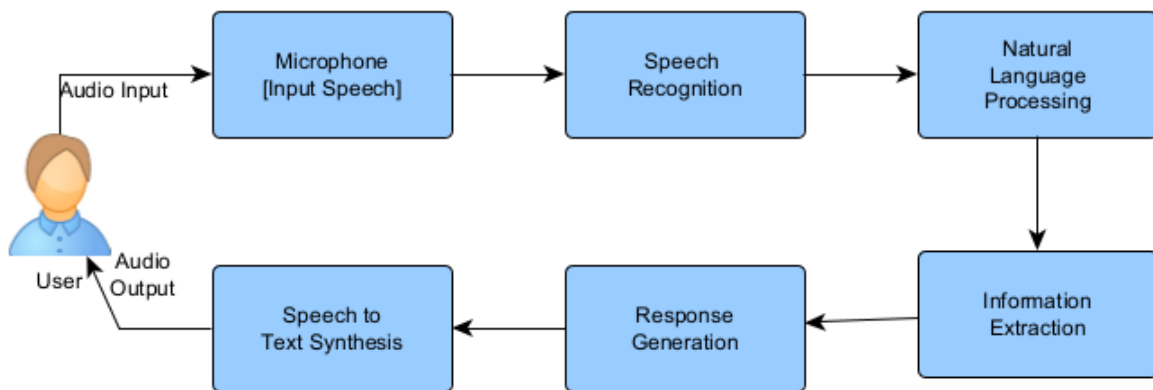 Audio Input
Microphone
[Input Speech]
Speech
Recognition
Natural
Language
Processing
User
Audio
Output
Speech to
Text Synthesis
Response
Generation
Information
Extraction